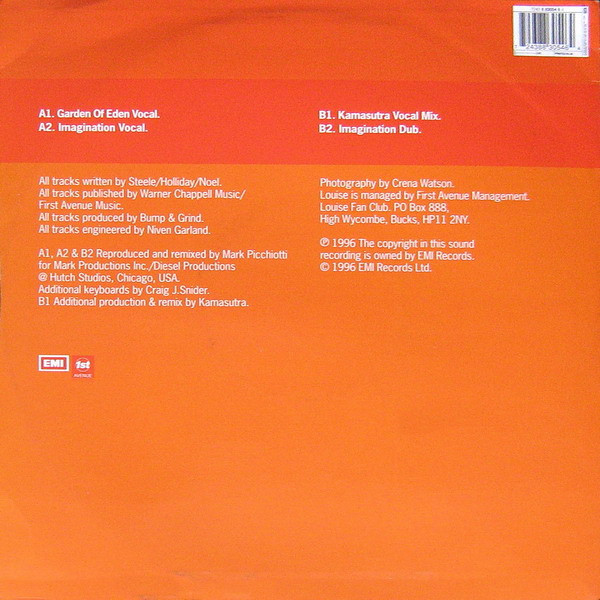 A1. Garden Of Eden Vocal.
A2. Imagination Vocal.
B1. Kamasutra Vocal Mix.
B2. Imagination Dub.
All tracks written by Steele/Holliday/Noel.
All tracks published by Warner Chappell Music/
First Avenue Music.
All tracks produced by Bump & Grind.
All tracks engineered by Niven Garland.
A1, A2 & B2 Reproduced and remixed by Mark Picchiotti
for Mark Productions Inc./Diesel Productions
@ Hutch Studios, Chicago, USA.
Additional keyboards by Craig J.Snider.
B1 Additional production & remix by Kamasutra.
Photography by Crena Watson.
Louise is managed by First Avenue Management.
Louise Fan Club. PO Box 888,
High Wycombe, Bucks, HP11 2NY.
℗ 1996 The copyright in this sound
recording is owned by EMI Records.
© 1996 EMI Records Ltd.
EMI
1st
AVENUE